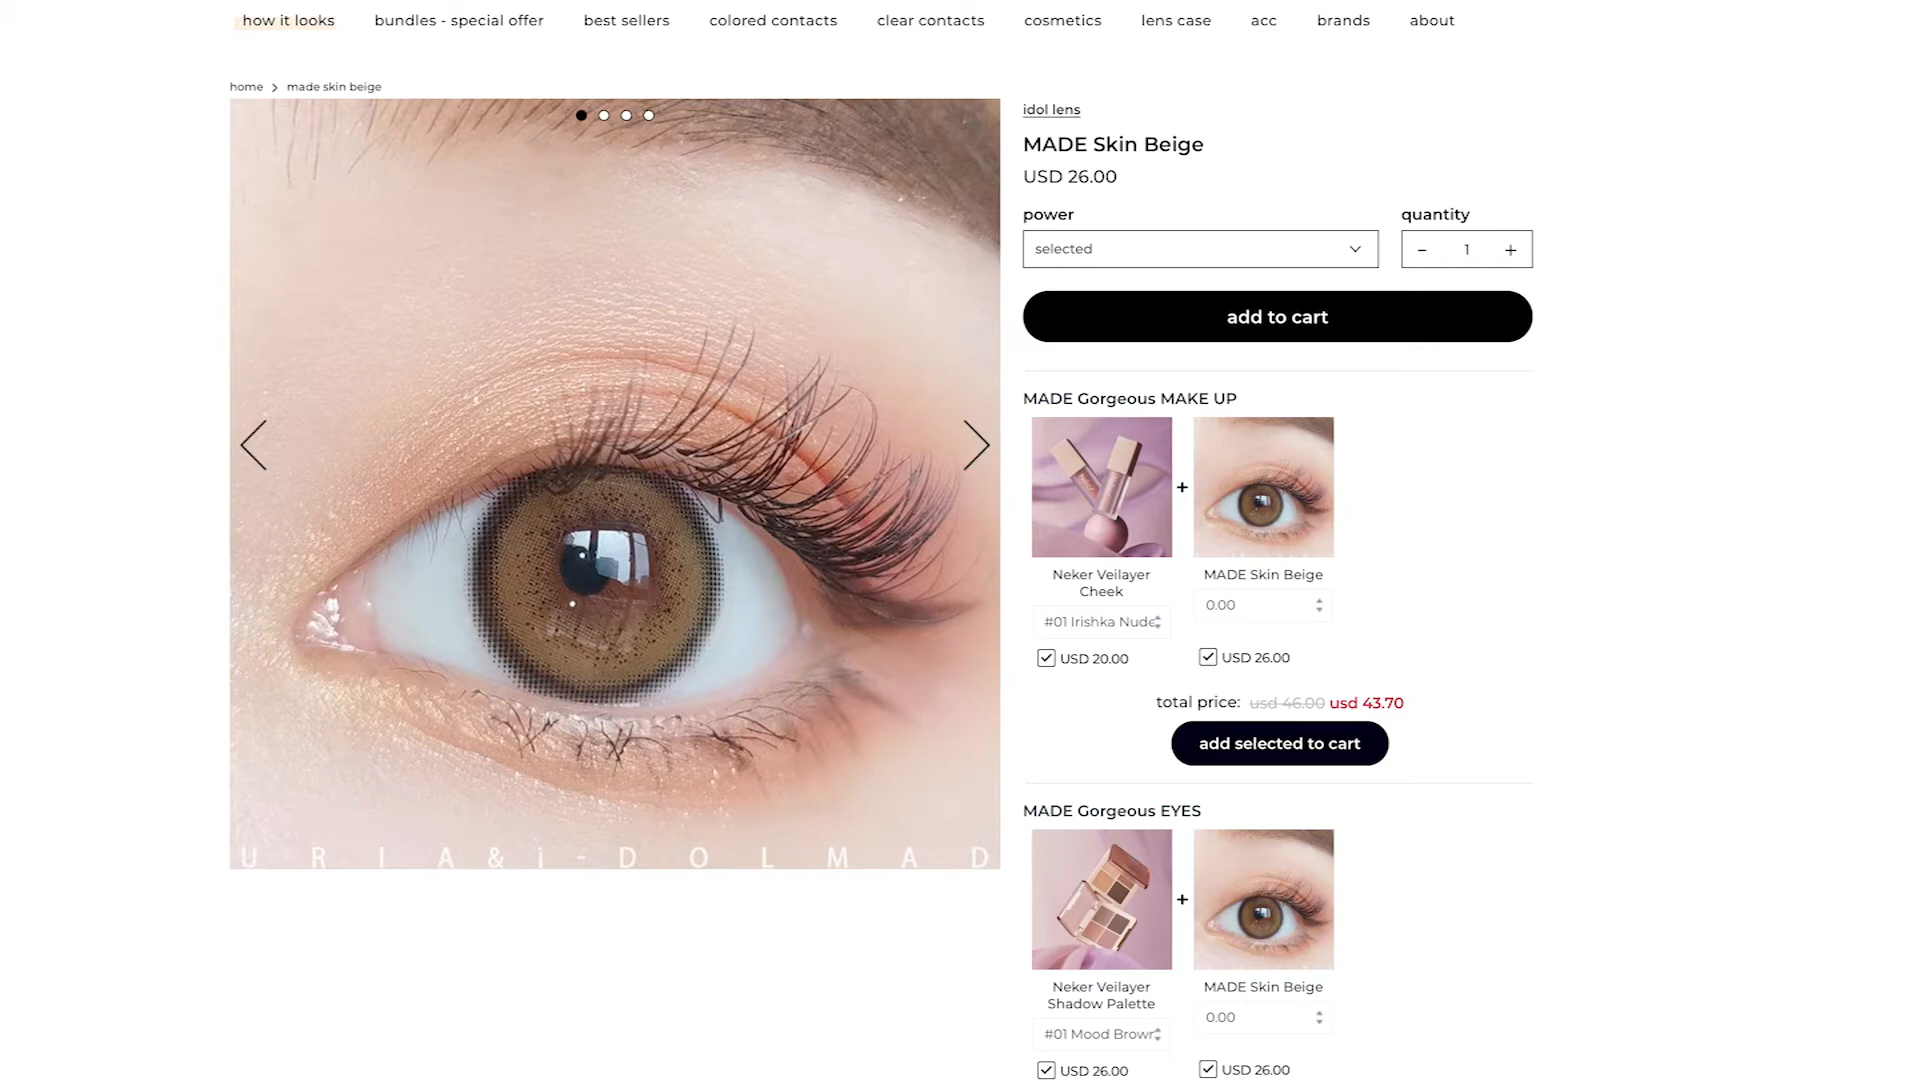 how it looks bundles - special offer best sellers colored contacts clear contacts cosmetics lens case acc brands about
home > made skin beige
idol lens
MADE Skin Beige
USD 26.00
power quantity
selected - 1 +
add to cart
MADE Gorgeous MAKE UP
+
Neker Veilayer
Cheek
#01 Irishka Nude
USD 20.00
MADE Skin Beige
0.00
USD 26.00
total price: usd 46.00 usd 43.70
add selected to cart
URIA&i-DOLMAD
MADE Gorgeous EYES
+
Neker Veilayer
Shadow Palette
#01 Mood Brown
USD 26.00
MADE Skin Beige
0.00
USD 26.00